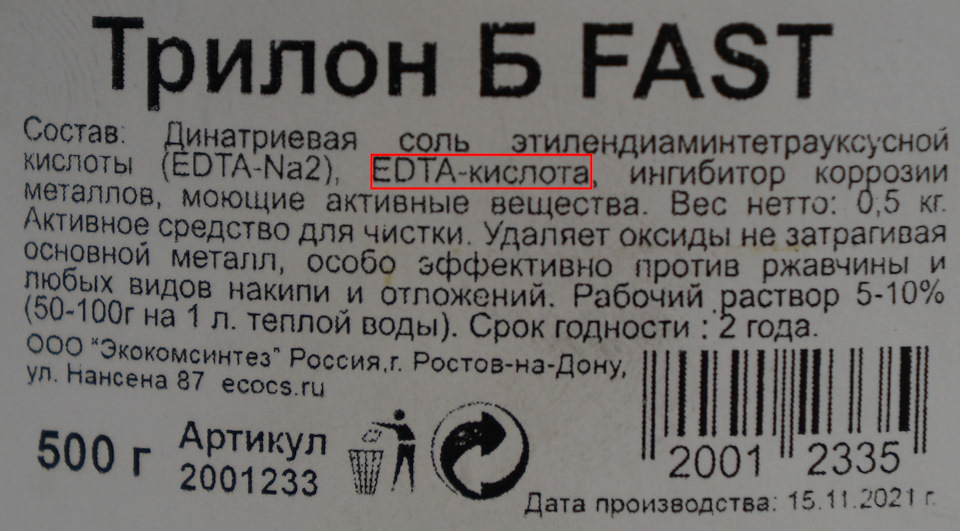 Трилон Б FAST
Состав: Динатриевая соль этилендиаминтетрауксусной
кислоты (EDTA-Na2), EDTA-кислота, ингибитор коррозии
металлов, моющие активные вещества. Вес нетто: 0,5 кг.
Активное средство для чистки. Удаляет оксиды не затрагивая
основной металл, особо эффективно против ржавчины и
любых видов накипи и отложений. Рабочий раствор 5-10%
(50-100г на 1 л. теплой воды). Срок годности : 2 года.
ООО "Экокомсинтез" Россия,г. Ростов-на-Дону,
ул. Нансена 87 ecocs.ru
500 г
Артикул
2001233
2001 2335
Дата производства: 15.11.2021 г.